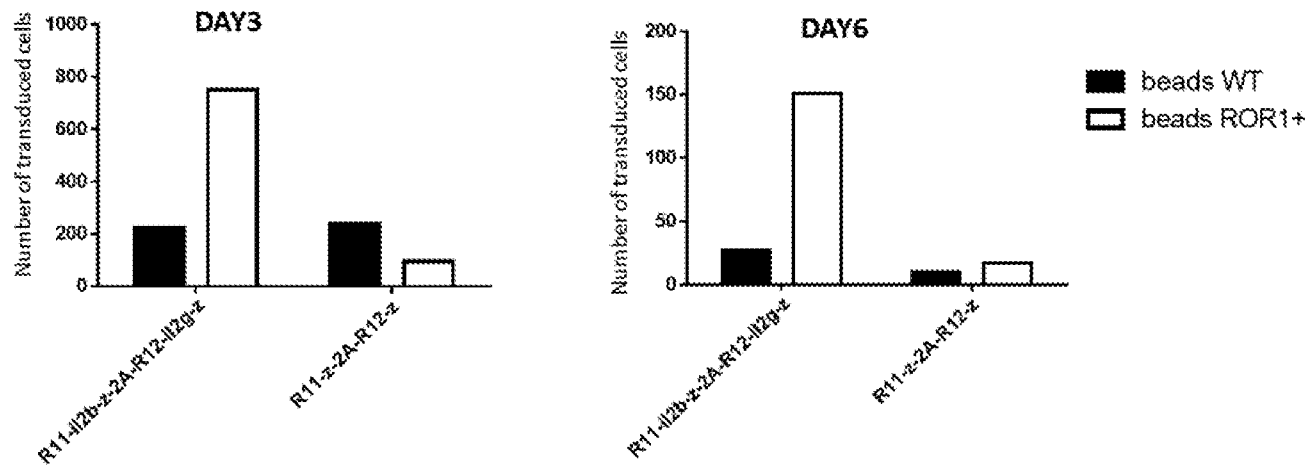 DAY3
Number of transduced cells
1000
800
600
400
200
0
R11-Il2b-z-2A-R12-Il2g-z
R11-z-2A-R12-z
DAY6
Number of transduced cells
200
150
100
50
0
R11-Il2b-z-2A-R12-Il2g-z
R11-z-2A-R12-z
beads WT
beads ROR1+